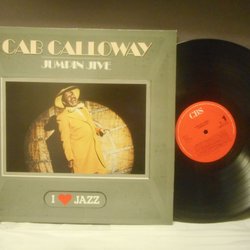 CAB CALLOWAY
JUMPIN JIVE
I ❤ JAZZ
CBS